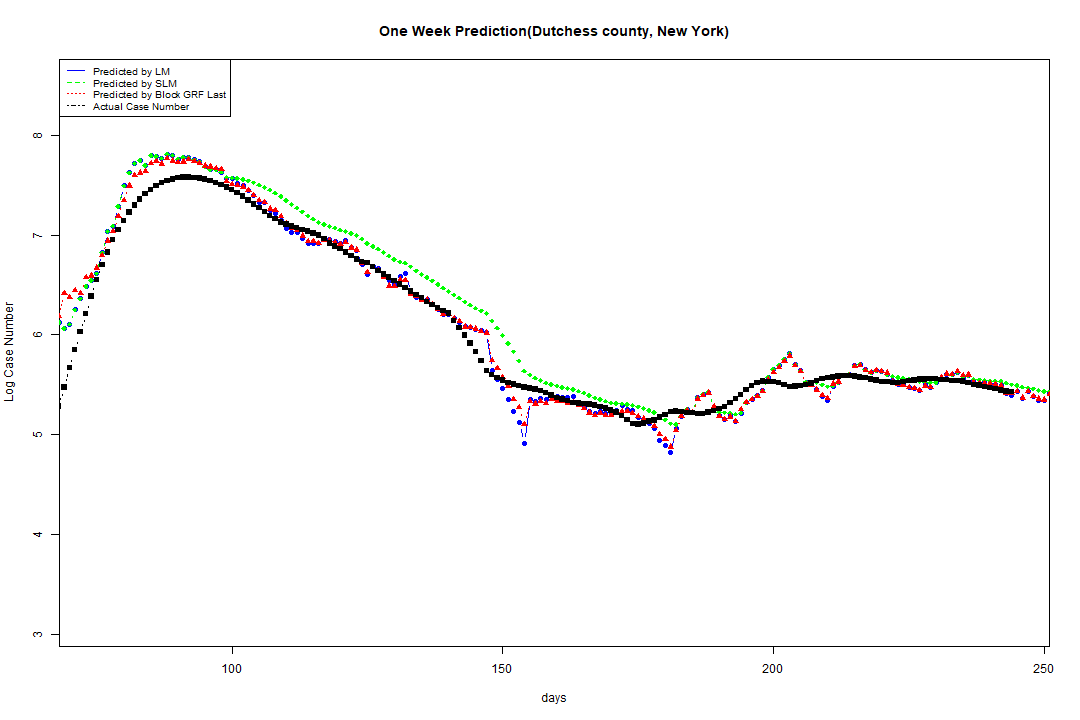 One Week Prediction(Dutchess county, New York)
Predicted by LM
Predicted by SLM
Predicted by Block GRF Last
Actual Case Number
8
7
6
5
4
3
Log Case Number
100 150 200 250
days